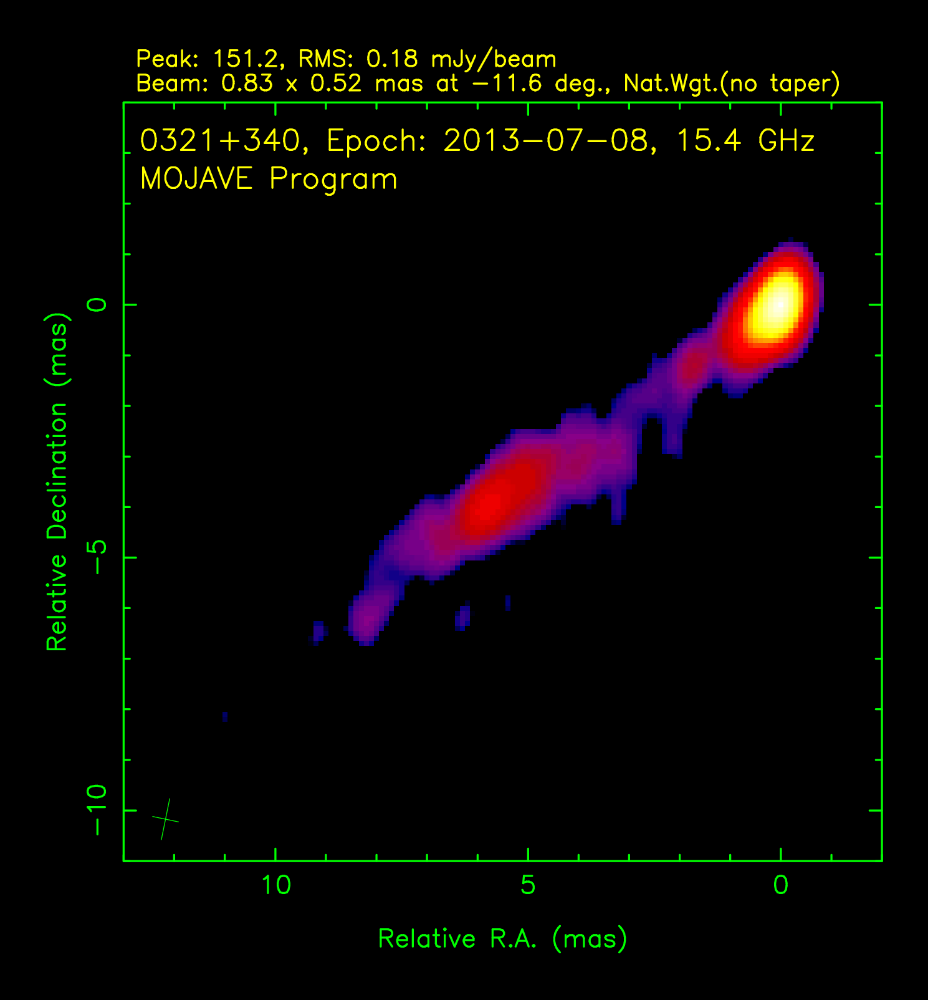 Peak: 151.2, RMS: 0.18 mJy/beam
Beam: 0.83 x 0.52 mas at −11.6 deg., Nat.Wgt.(no taper)
0321+340, Epoch: 2013−07−08, 15.4 GHz
MOJAVE Program
Relative Declination (mas)
0
−5
−10
10 5 0
Relative R.A. (mas)